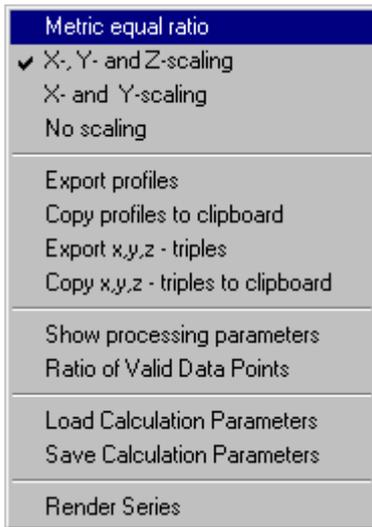 Metric equal ratio
X-, Y- and Z-scaling
X- and Y-scaling
No scaling
Export profiles
Copy profiles to clipboard
Export x,y,z - triples
Copy x,y,z - triples to clipboard
Show processing parameters
Ratio of Valid Data Points
Load Calculation Parameters
Save Calculation Parameters
Render Series